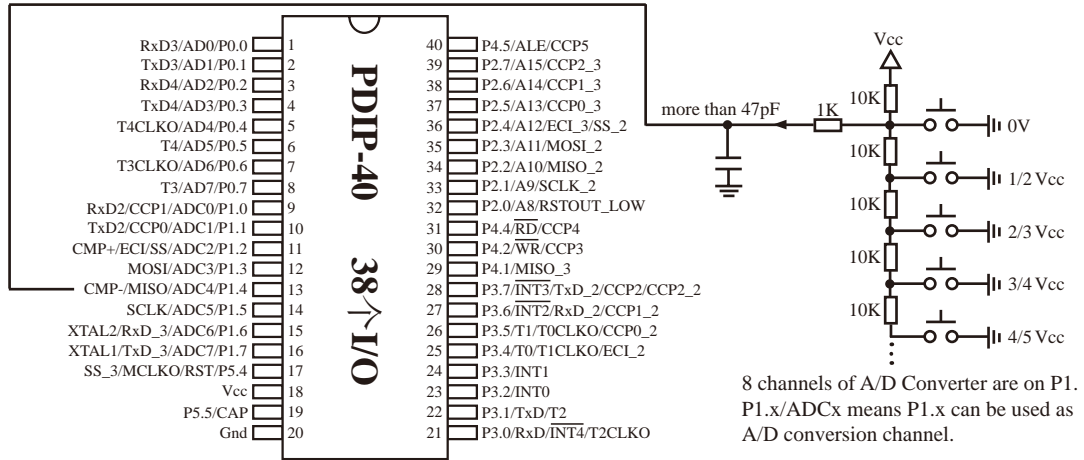 RxD3/AD0/P0.0 1
TxD3/AD1/P0.1 2
RxD4/AD2/P0.2 3
TxD4/AD3/P0.3 4
T4CLKO/AD4/P0.4 5
T4/AD5/P0.5 6
T3CLKO/AD6/P0.6 7
T3/AD7/P0.7 8
RxD2/CCP1/ADC0/P1.0 9
TxD2/CCP0/ADC1/P1.1 10
CMP+/ECI/SS/ADC2/P1.2 11
MOSI/ADC3/P1.3 12
CMP-/MISO/ADC4/P1.4 13
SCLK/ADC5/P1.5 14
XTAL2/RxD_3/ADC6/P1.6 15
XTAL1/TxD_3/ADC7/P1.7 16
SS_3/MCLKO/RST/P5.4 17
Vcc 18
P5.5/CAP 19
Gnd 20
PDIP-40 38个I/O
40 P4.5/ALE/CCP5
39 P2.7/A15/CCP2_3
38 P2.6/A14/CCP1_3
37 P2.5/A13/CCP0_3
36 P2.4/A12/ECI_3/SS_2
35 P2.3/A11/MOSI_2
34 P2.2/A10/MISO_2
33 P2.1/A9/SCLK_2
32 P2.0/A8/RSTOUT_LOW
31 P4.4/RD/CCP4
30 P4.2/WR/CCP3
29 P4.1/MISO_3
28 P3.7/INT3/TxD_2/CCP2/CCP2_2
27 P3.6/INT2/RxD_2/CCP1_2
26 P3.5/T1/T0CLKO/CCP0_2
25 P3.4/T0/T1CLKO/ECI_2
24 P3.3/INT1
23 P3.2/INT0
22 P3.1/TxD/T2
21 P3.0/RxD/INT4/T2CLKO
Vcc
10K
more than 47pF 1K
0V
10K
1/2 Vcc
10K
2/3 Vcc
10K
3/4 Vcc
10K
4/5 Vcc
8 channels of A/D Converter are on P1.
P1.x/ADCx means P1.x can be used as
A/D conversion channel.